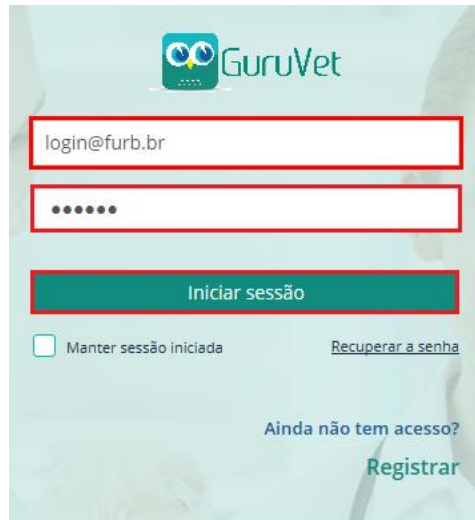 GuruVet
login@furb.br
••••••
Iniciar sessão
Manter sessão iniciada
Recuperar a senha
Ainda não tem acesso?
Registrar